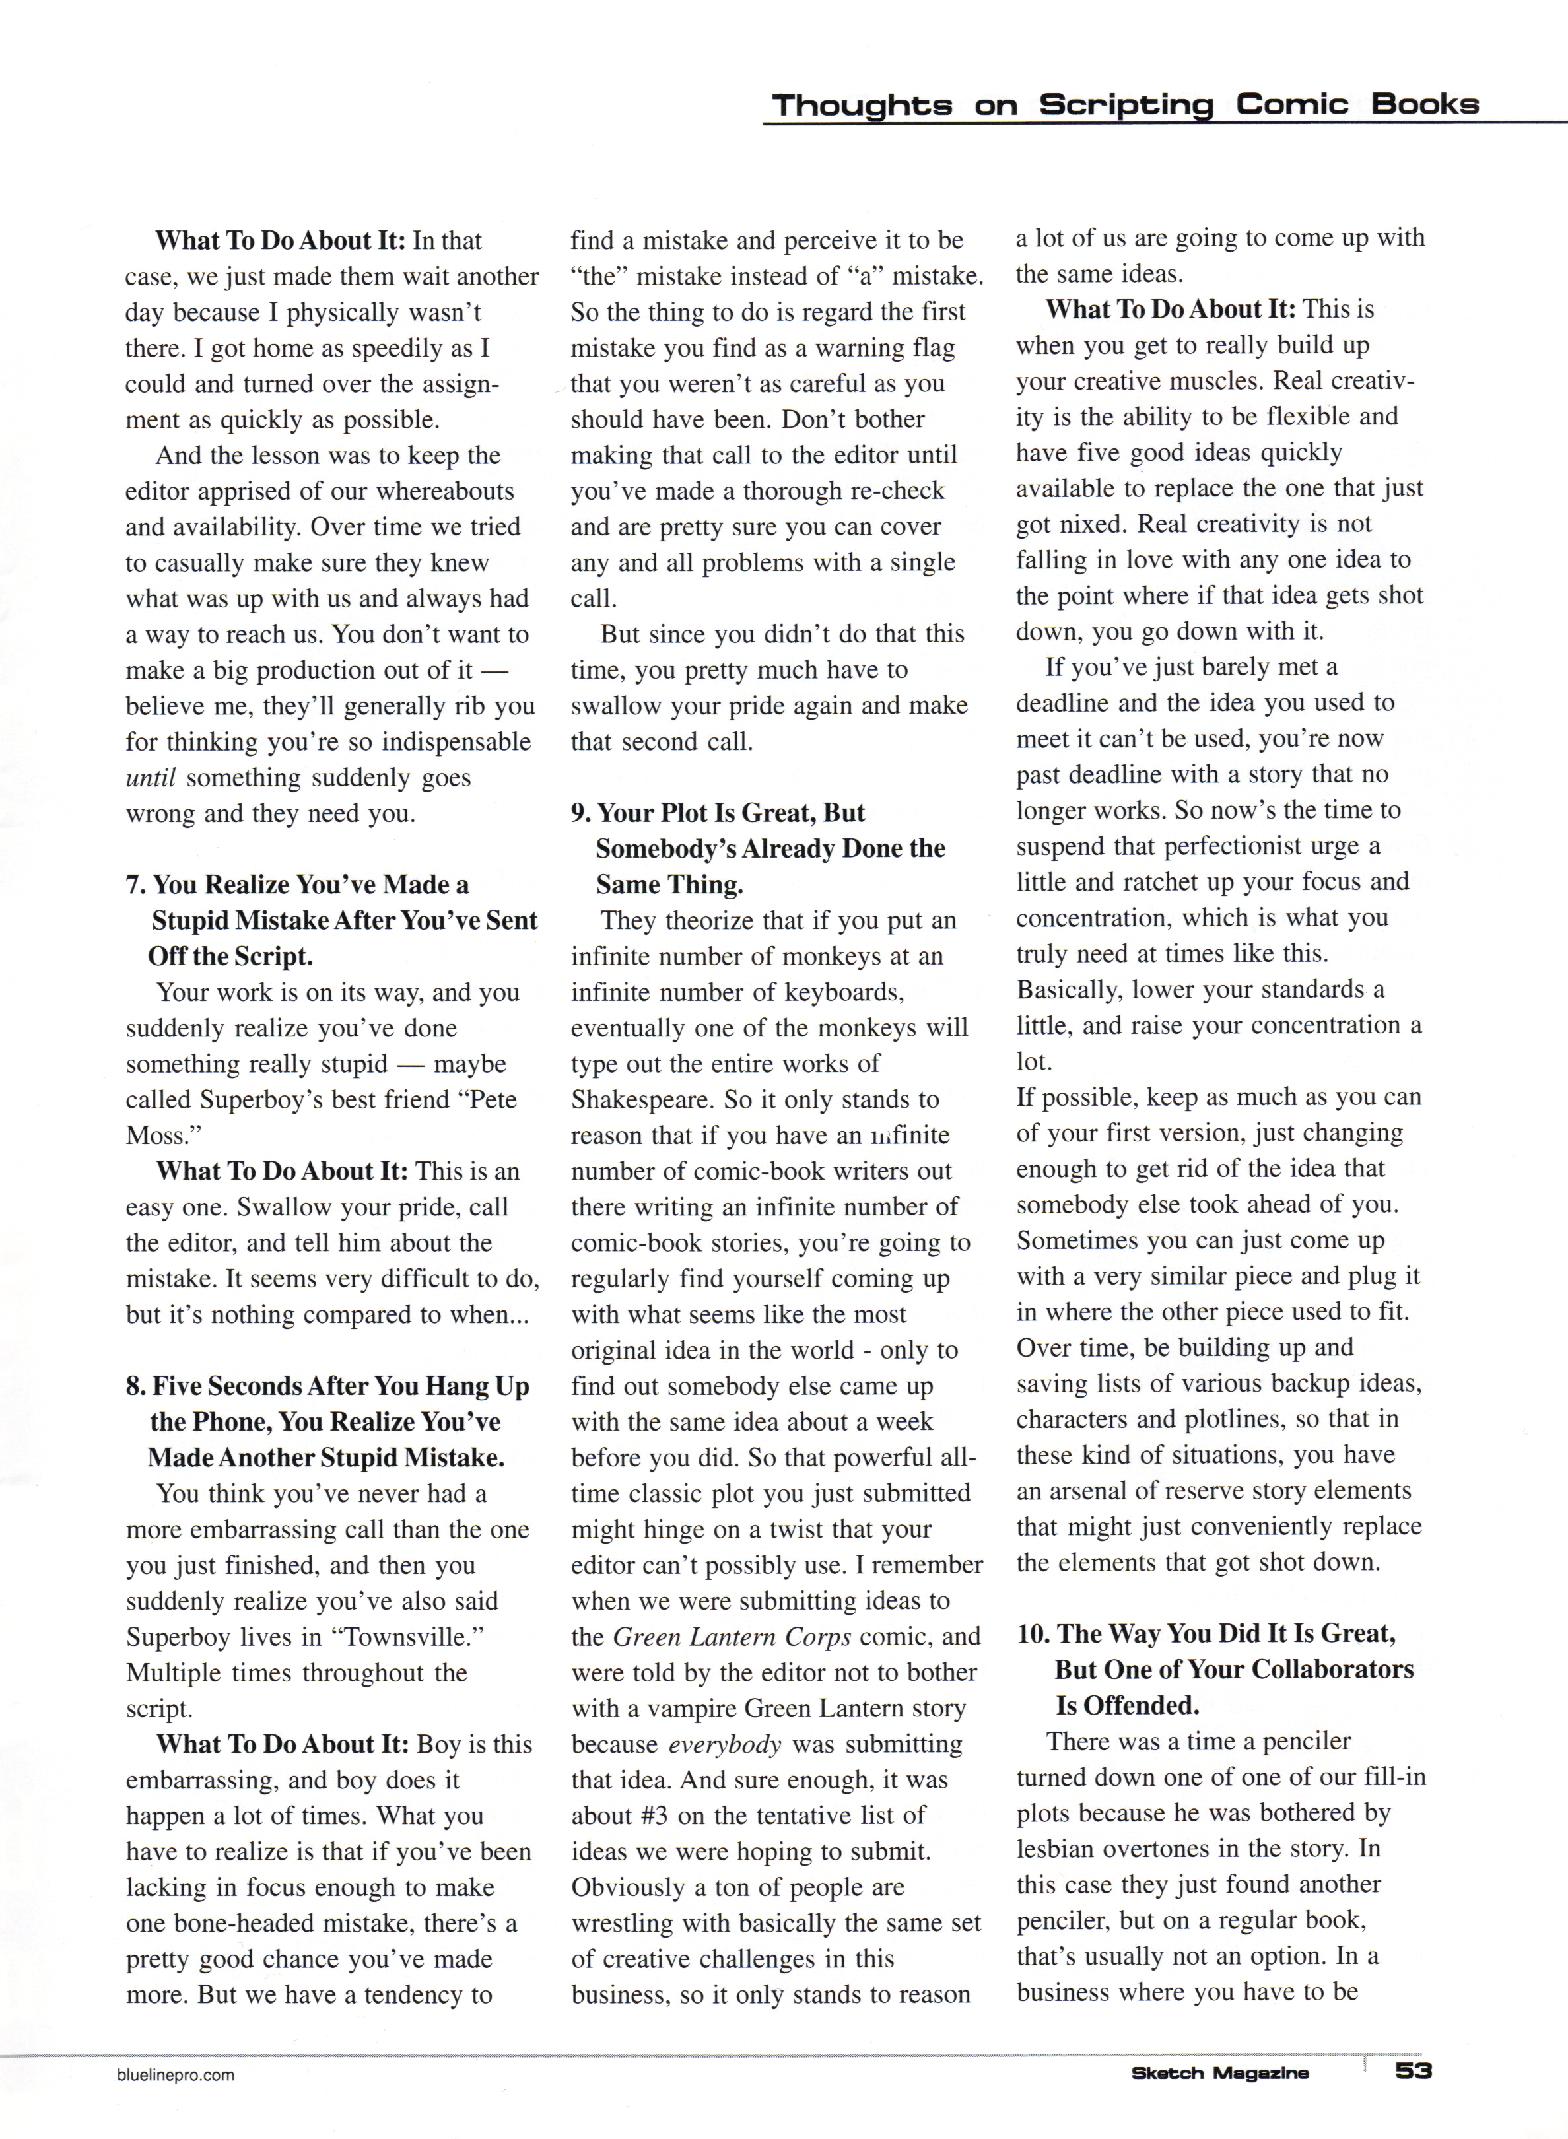 Thoughts on Scripting Comic Books
What To Do About It: In that
case, we just made them wait another
day because I physically wasn't
there. I got home as speedily as I
could and turned over the assign-
ment as quickly as possible.
And the lesson was to keep the
editor apprised of our whereabouts
and availability. Over time we tried
to casually make sure they knew
what was up with us and always had
a way to reach us. You don't want to
make a big production out of it —
believe me, they'll generally rib you
for thinking you're so indispensable
until something suddenly goes
wrong and they need you.
7. You Realize You've Made a
Stupid Mistake After You've Sent
Off the Script.
Your work is on its way, and you
suddenly realize you've done
something really stupid — maybe
called Superboy's best friend “Pete
Moss.”
What To Do About It: This is an
easy one. Swallow your pride, call
the editor, and tell him about the
mistake. It seems very difficult to do,
but it's nothing compared to when...
8. Five Seconds After You Hang Up
the Phone, You Realize You've
Made Another Stupid Mistake.
You think you've never had a
more embarrassing call than the one
you just finished, and then you
suddenly realize you've also said
Superboy lives in “Townsville.”
Multiple times throughout the
script.
What To Do About It: Boy is this
embarrassing, and boy does it
happen a lot of times. What you
have to realize is that if you've been
lacking in focus enough to make
one bone-headed mistake, there's a
pretty good chance you've made
more. But we have a tendency to
find a mistake and perceive it to be
“the” mistake instead of “a” mistake.
So the thing to do is regard the first
mistake you find as a warning flag
that you weren't as careful as you
should have been. Don't bother
making that call to the editor until
you've made a thorough re-check
and are pretty sure you can cover
any and all problems with a single
call.
But since you didn't do that this
time, you pretty much have to
swallow your pride again and make
that second call.
9. Your Plot Is Great, But
Somebody's Already Done the
Same Thing.
They theorize that if you put an
infinite number of monkeys at an
infinite number of keyboards,
eventually one of the monkeys will
type out the entire works of
Shakespeare. So it only stands to
reason that if you have an infinite
number of comic-book writers out
there writing an infinite number of
comic-book stories, you're going to
regularly find yourself coming up
with what seems like the most
original idea in the world - only to
find out somebody else came up
with the same idea about a week
before you did. So that powerful all-
time classic plot you just submitted
might hinge on a twist that your
editor can't possibly use. I remember
when we were submitting ideas to
the Green Lantern Corps comic, and
were told by the editor not to bother
with a vampire Green Lantern story
because everybody was submitting
that idea. And sure enough, it was
about #3 on the tentative list of
ideas we were hoping to submit.
Obviously a ton of people are
wrestling with basically the same set
of creative challenges in this
business, so it only stands to reason
a lot of us are going to come up with
the same ideas.
What To Do About It: This is
when you get to really build up
your creative muscles. Real creativ-
ity is the ability to be flexible and
have five good ideas quickly
available to replace the one that just
got nixed. Real creativity is not
falling in love with any one idea to
the point where if that idea gets shot
down, you go down with it.
If you've just barely met a
deadline and the idea you used to
meet it can't be used, you're now
past deadline with a story that no
longer works. So now's the time to
suspend that perfectionist urge a
little and ratchet up your focus and
concentration, which is what you
truly need at times like this.
Basically, lower your standards a
little, and raise your concentration a
lot.
If possible, keep as much as you can
of your first version, just changing
enough to get rid of the idea that
somebody else took ahead of you.
Sometimes you can just come up
with a very similar piece and plug it
in where the other piece used to fit.
Over time, be building up and
saving lists of various backup ideas,
characters and plotlines, so that in
these kind of situations, you have
an arsenal of reserve story elements
that might just conveniently replace
the elements that got shot down.
10. The Way You Did It Is Great,
But One of Your Collaborators
Is Offended.
There was a time a penciler
turned down one of one of our fill-in
plots because he was bothered by
lesbian overtones in the story. In
this case they just found another
penciler, but on a regular book,
that's usually not an option. In a
business where you have to be
bluelinepro.com
Sketch Magazine
53